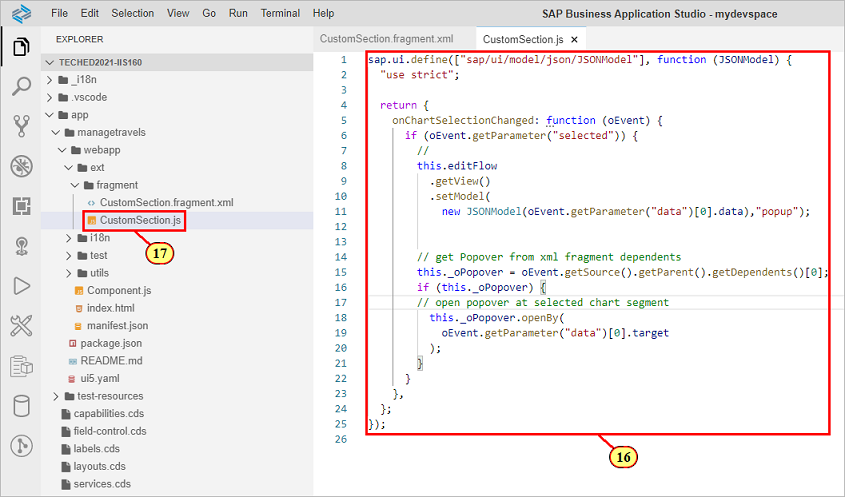 File Edit Selection View Go Run Terminal Help SAP Business Application Studio - mydevspace
EXPLORER
TECHED2021-IIS160
_i18n
.vscode
app
managetravels
webapp
ext
fragment
CustomSection.fragment.xml
CustomSection.js
17
i18n
test
utils
Component.js
index.html
manifest.json
package.json
README.md
ui5.yaml
test-resources
capabilities.cds
field-control.cds
labels.cds
layouts.cds
services.cds
CustomSection.fragment.xml CustomSection.js
1 sap.ui.define(["sap/ui/model/json/JSONModel"], function (JSONModel) {
2 "use strict";
3
4 return {
5 onChartSelectionChanged: function (oEvent) {
6 if (oEvent.getParameter("selected")) {
7 //
8 this.editFlow
9 .getView()
10 .setModel(
11 new JSONModel(oEvent.getParameter("data")[0].data),"popup");
12
13
14 // get Popover from xml fragment dependents
15 this._oPopover = oEvent.getSource().getParent().getDependents()[0];
16 if (this._oPopover) {
17 // open popover at selected chart segment
18 this._oPopover.openBy(
19 oEvent.getParameter("data")[0].target
20 );
21 }
22 }
23 },
24 };
25 });
26
16